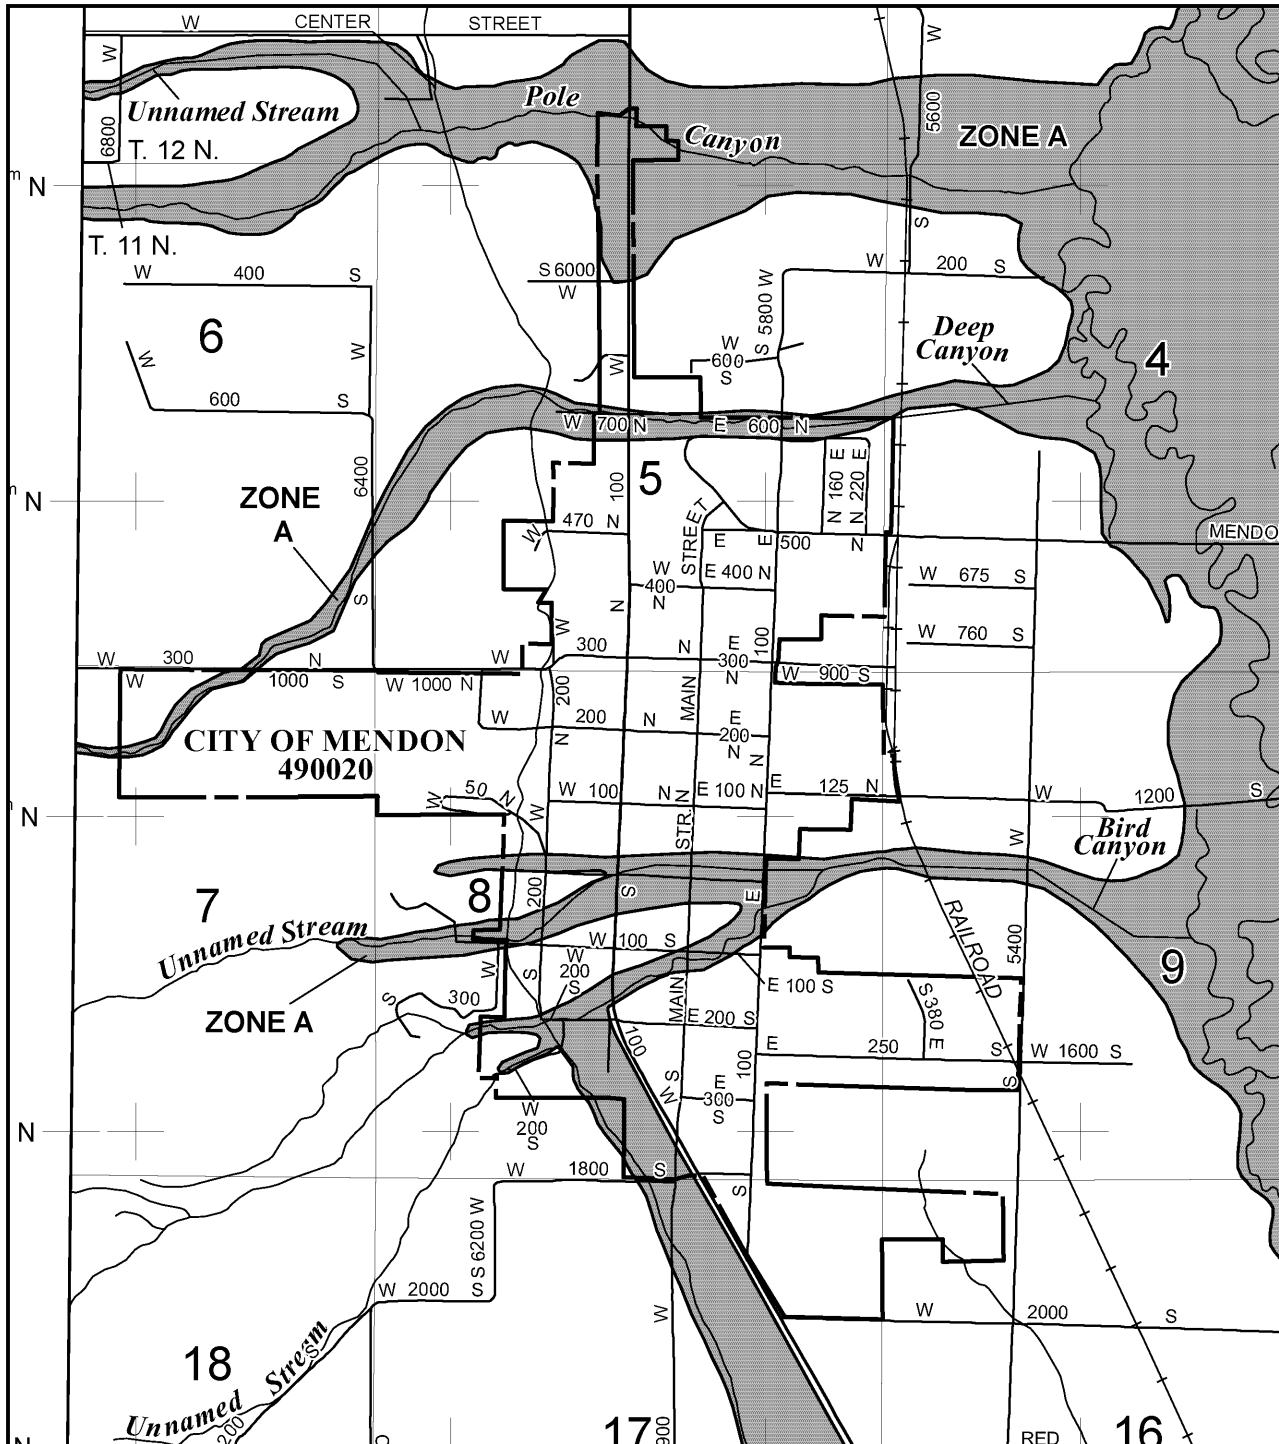 W CENTER STREET
W W
Unnamed Stream
Pole
Canyon
5600
ZONE A
6800
T. 12 N.
m N
T. 11 N.
S
W 400 S
S 6000
W
W 200 S
S 5800 W
6
W
W
W
W
600
S
Deep
Canyon
4
600 S
W 700 N E 600 N
6400
ZONE
A
N
5
100
N 160 E
N 220 E
STREET
W
470 N
E E 500 N
MENDO
W
400
N
E 400 N
W 675 S
S
N
W
W 760 S
W 300 N W
300 N
E
300
N
100
W 1000 S
W 1000 N
W 900 S
200
MAIN
W 200 N
E
200
N
N
N
CITY OF MENDON
490020
W 50 N
W
W 100 N
E 100 N
E 125 N
W 1200 S
N
STR. N
W
Bird
Canyon
7
8
200
S
E
RAILROAD
5400
Unnamed Stream
W 100 S
W
200
S
W
S
9
S
300
MAIN
E 100 S
S 380 E
ZONE A
E 200 S
100
E 250 S
W 1600 S
S
W
100
E
300
S
S
N
W
200
S
W 1800 S
S
S 6200 W
W 2000 S
W
W 2000 S
18
Unnamed Stream
S
200
17
900
RED
16
N